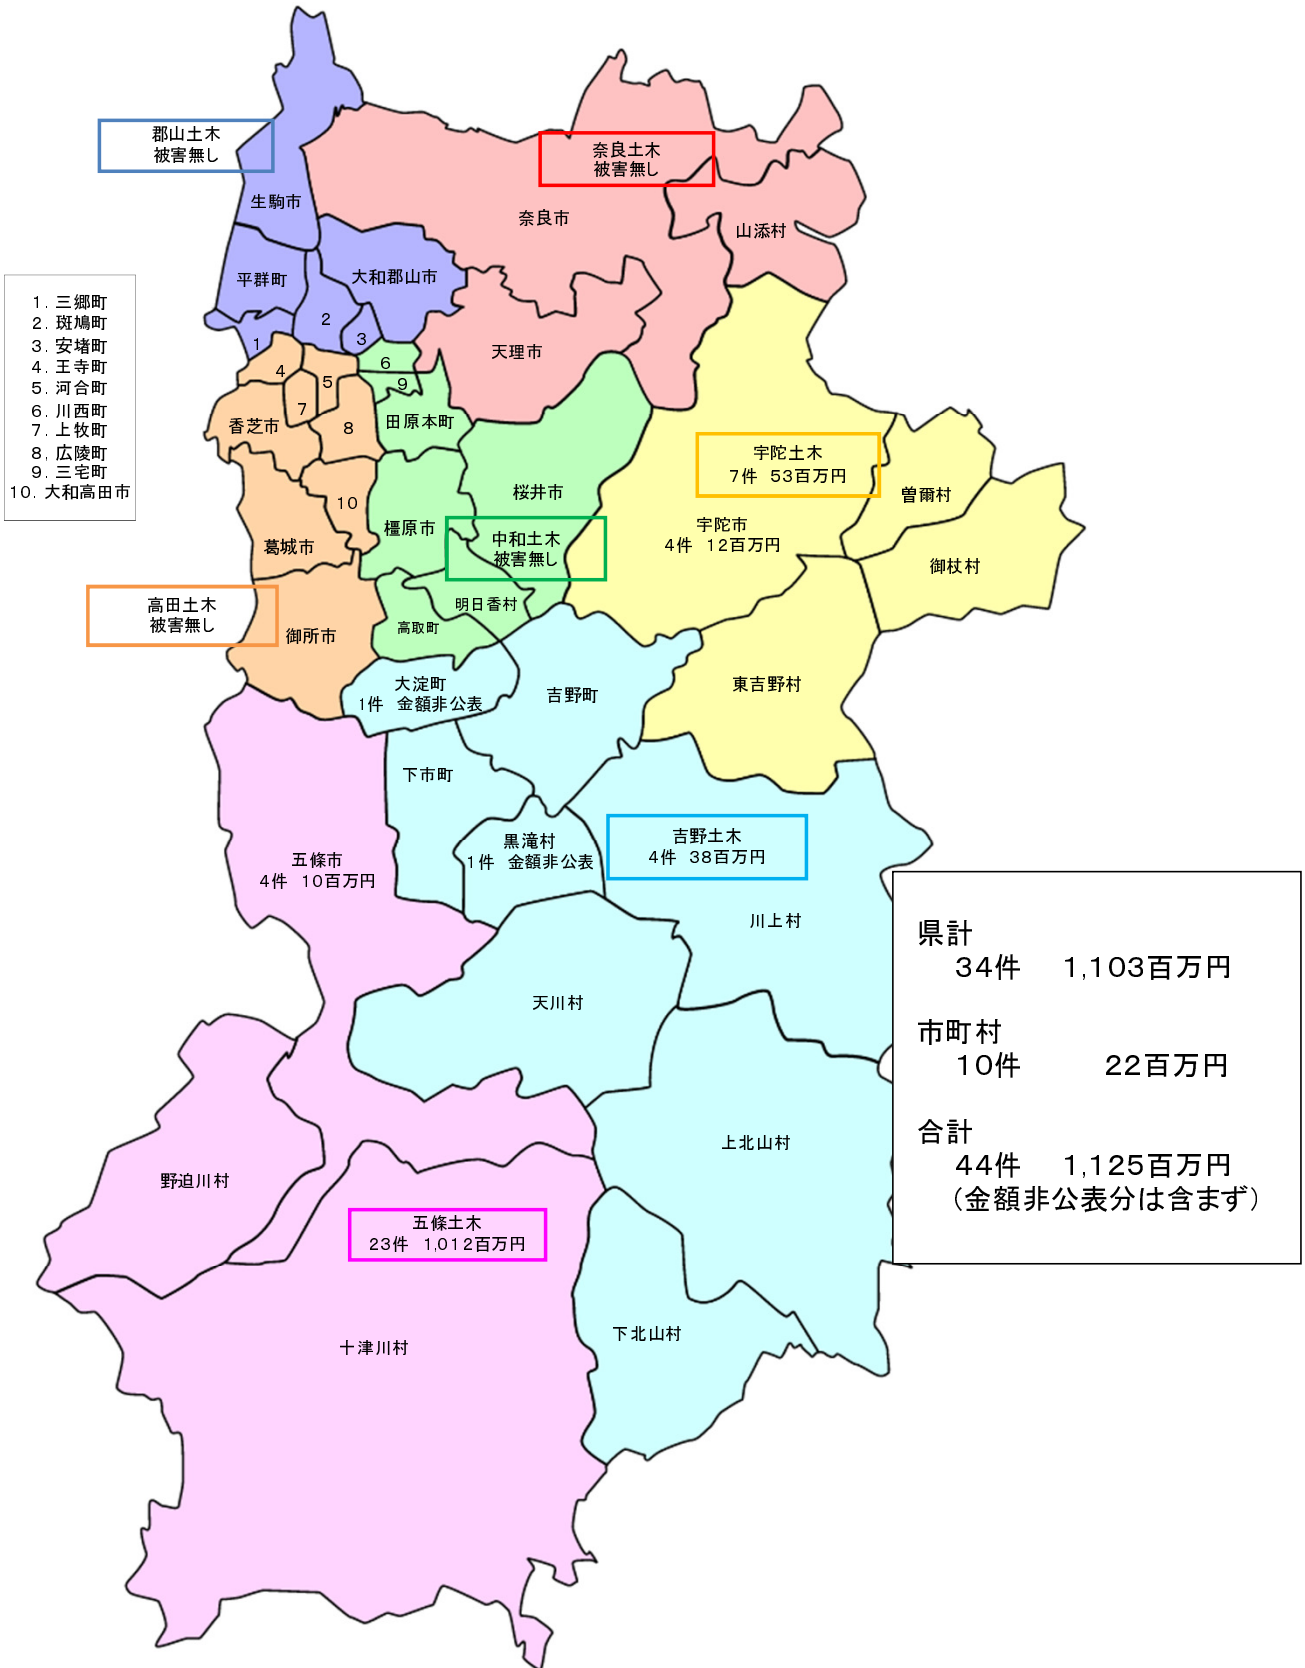 郡山土木
被害無し
奈良土木
被害無し
生駒市
奈良市
山添村
平群町
大和郡山市
1. 三郷町
2. 斑鳩町
3. 安堵町
4. 王寺町
5. 河合町
6. 川西町
7. 上牧町
8, 広陵町
9. 三宅町
10. 大和高田市
2
1
3
天理市
6
4
5
9
7
香芝市
8
田原本町
宇陀土木
7件 53百万円
桜井市
曽爾村
10
橿原市
宇陀市
4件 12百万円
葛城市
中和土木
被害無し
御杖村
高田土木
被害無し
明日香村
高取町
御所市
大淀町
1件 金額非公表
吉野町
東吉野村
下市町
黒滝村
1件 金額非公表
吉野土木
4件 38百万円
五條市
4件 10百万円
川上村
県計
34件 1,103百万円
天川村
市町村
10件 22百万円
上北山村
合計
44件 1,125百万円
(金額非公表分は含まず)
野迫川村
五條土木
23件 1,012百万円
下北山村
十津川村